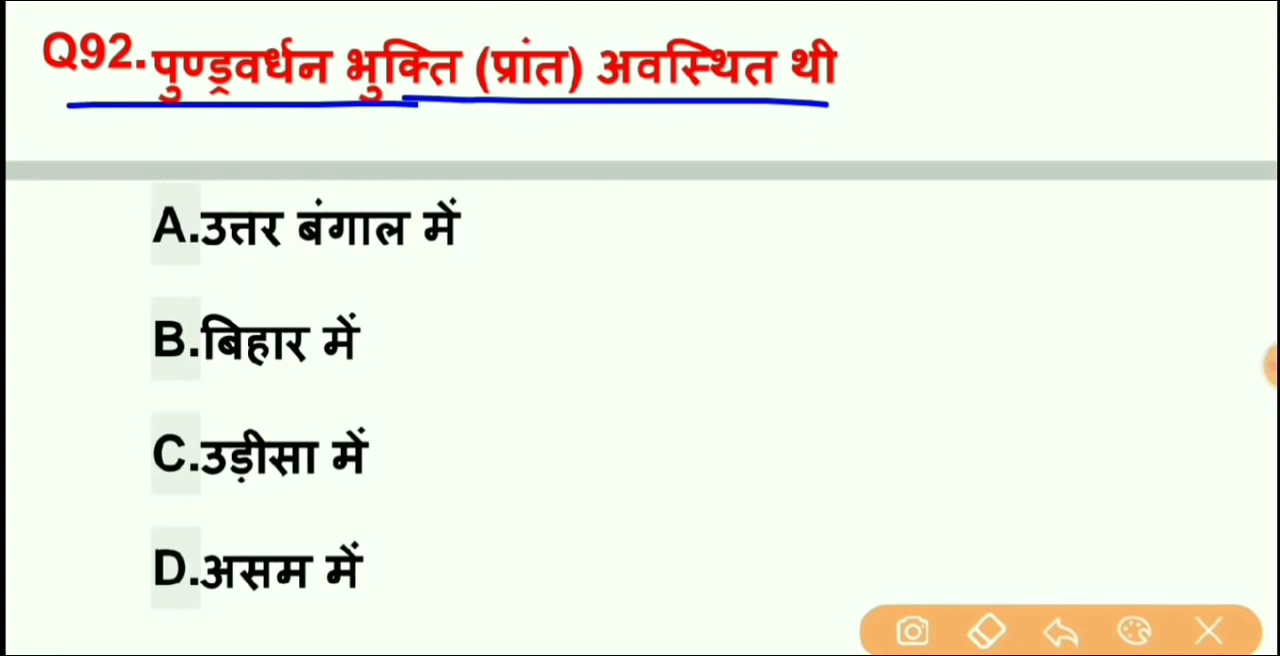 Q92.पुण्ड्रवर्धन भुक्ति (प्रांत) अवस्थित थी
A.उत्तर बंगाल में
B.बिहार में
C.उड़ीसा में
D.असम में